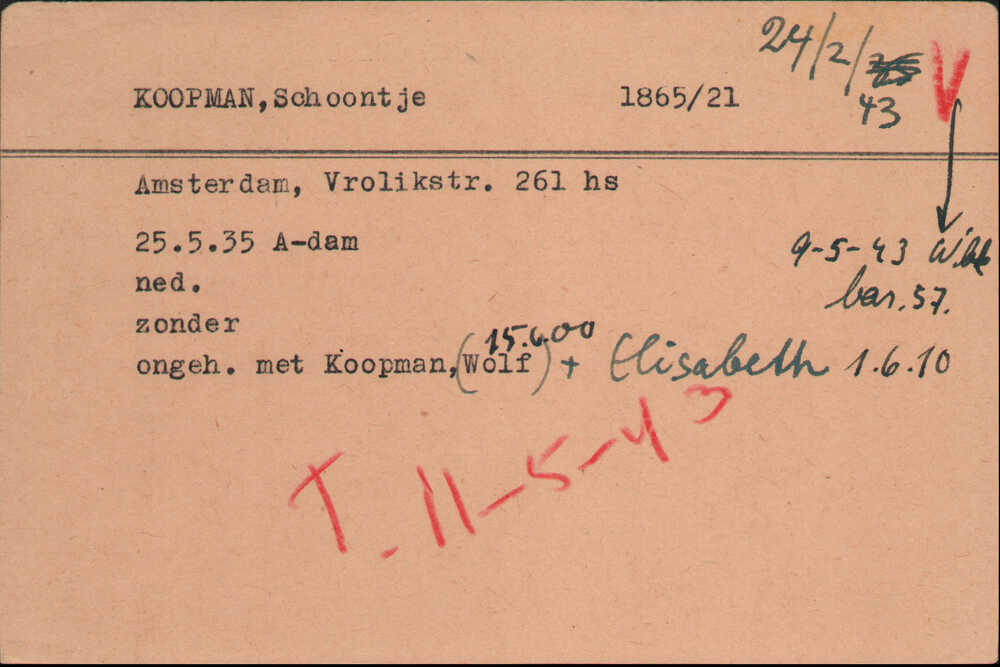 24/2/
43
V
KOOPMAN,Schoontje 1865/21
Amsterdam, Vrolikstr. 261 hs
25.5.35 A-dam
9-5-43 W'bk
ned.
bar.57.
zonder
15.6.00
ongeh. met Koopman,(Wolf) + Elisabeth 1.6.10
T. 11-5-43